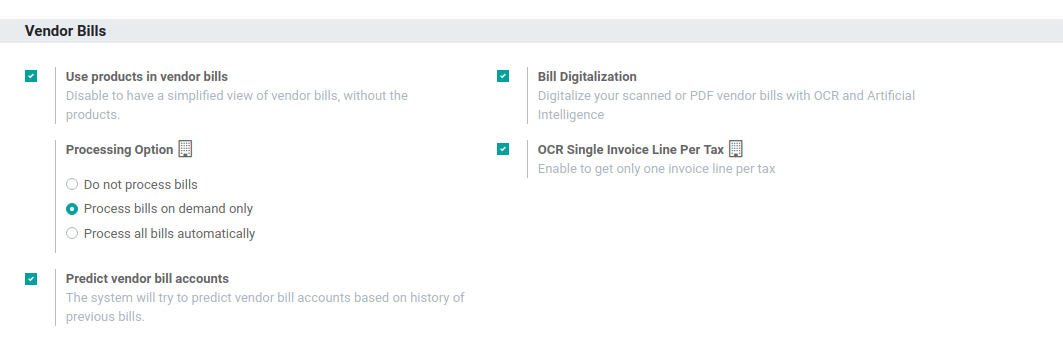 Vendor Bills
Use products in vendor bills
Disable to have a simplified view of vendor bills, without the
products.
Bill Digitalization
Digitalize your scanned or PDF vendor bills with OCR and Artificial
Intelligence
Processing Option
Do not process bills
Process bills on demand only
Process all bills automatically
OCR Single Invoice Line Per Tax
Enable to get only one invoice line per tax
Predict vendor bill accounts
The system will try to predict vendor bill accounts based on history of
previous bills.